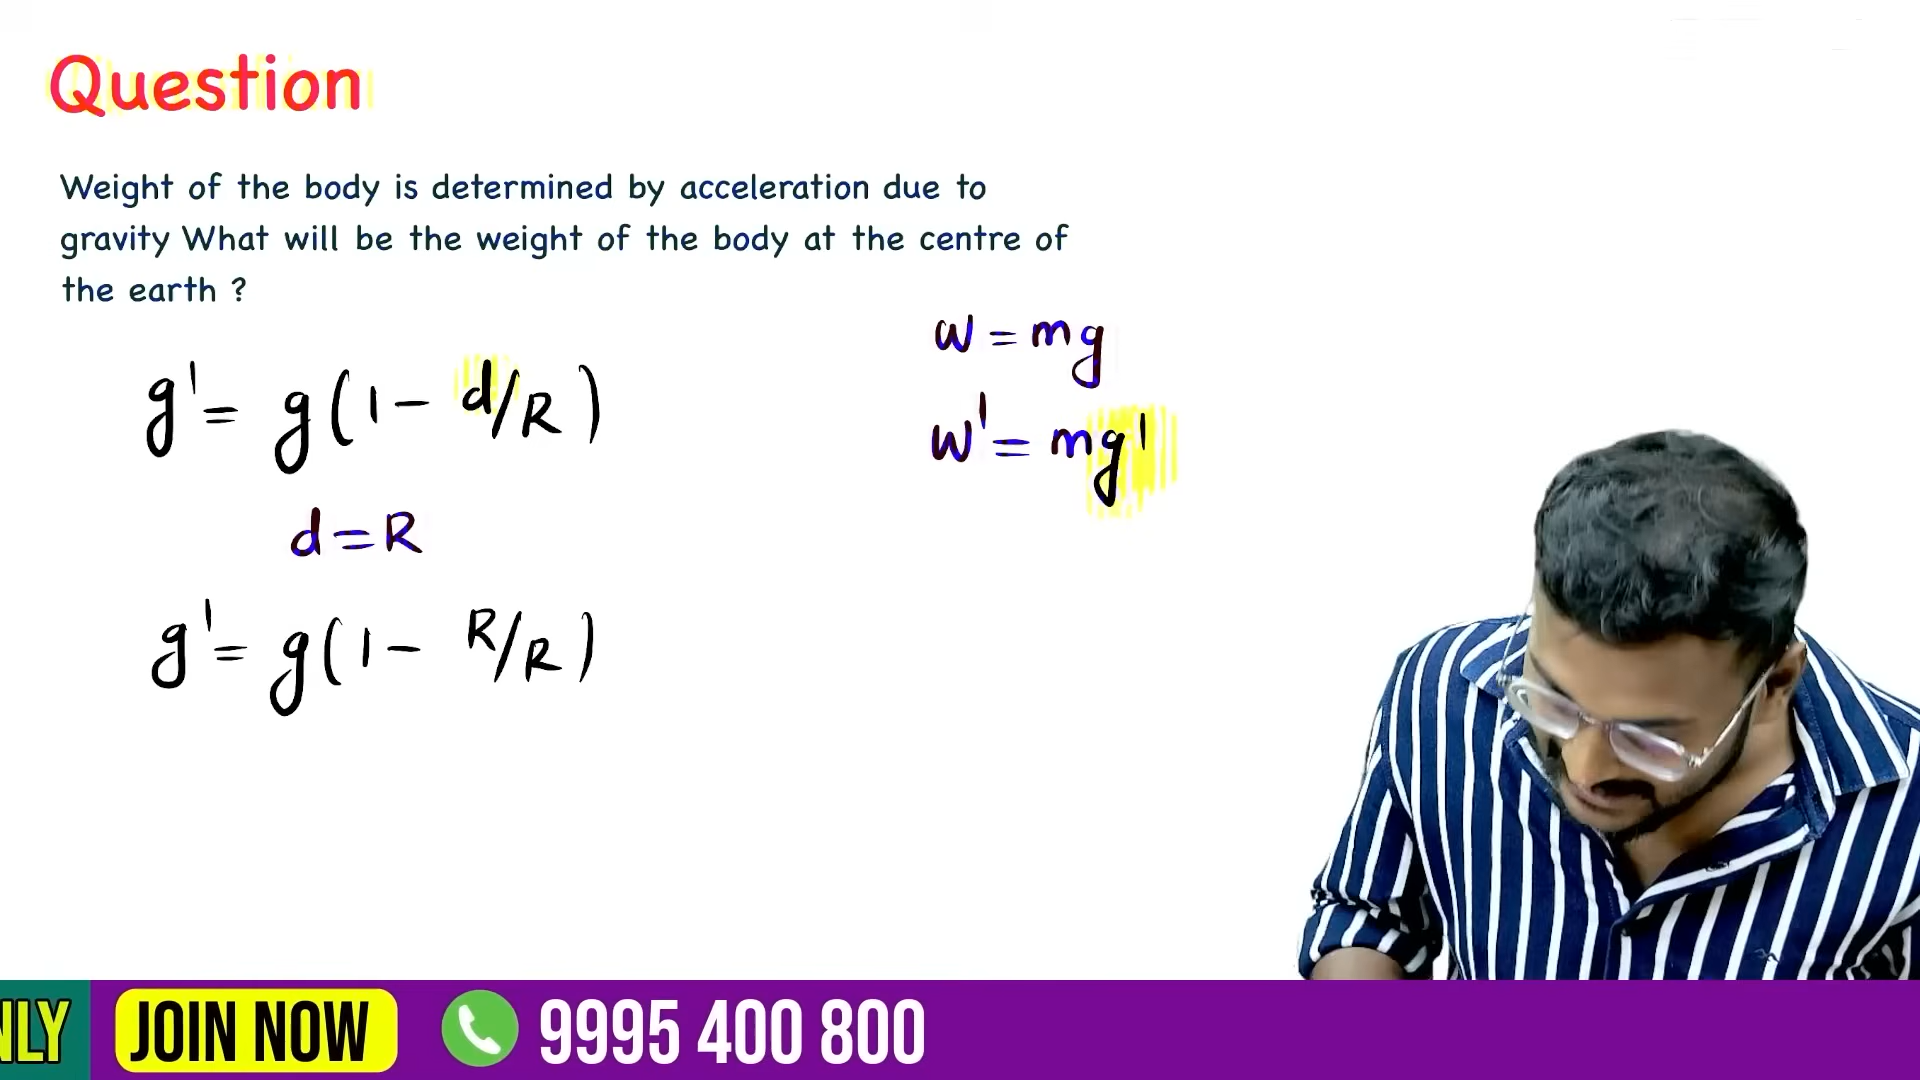 Question
Weight of the body is determined by acceleration due to
gravity What will be the weight of the body at the centre of
the earth ?
w = mg
g' = g(1 - d/R)
w' = mg'
d = R
g' = g(1 - R/R)
NLY
JOIN NOW
9995 400 800